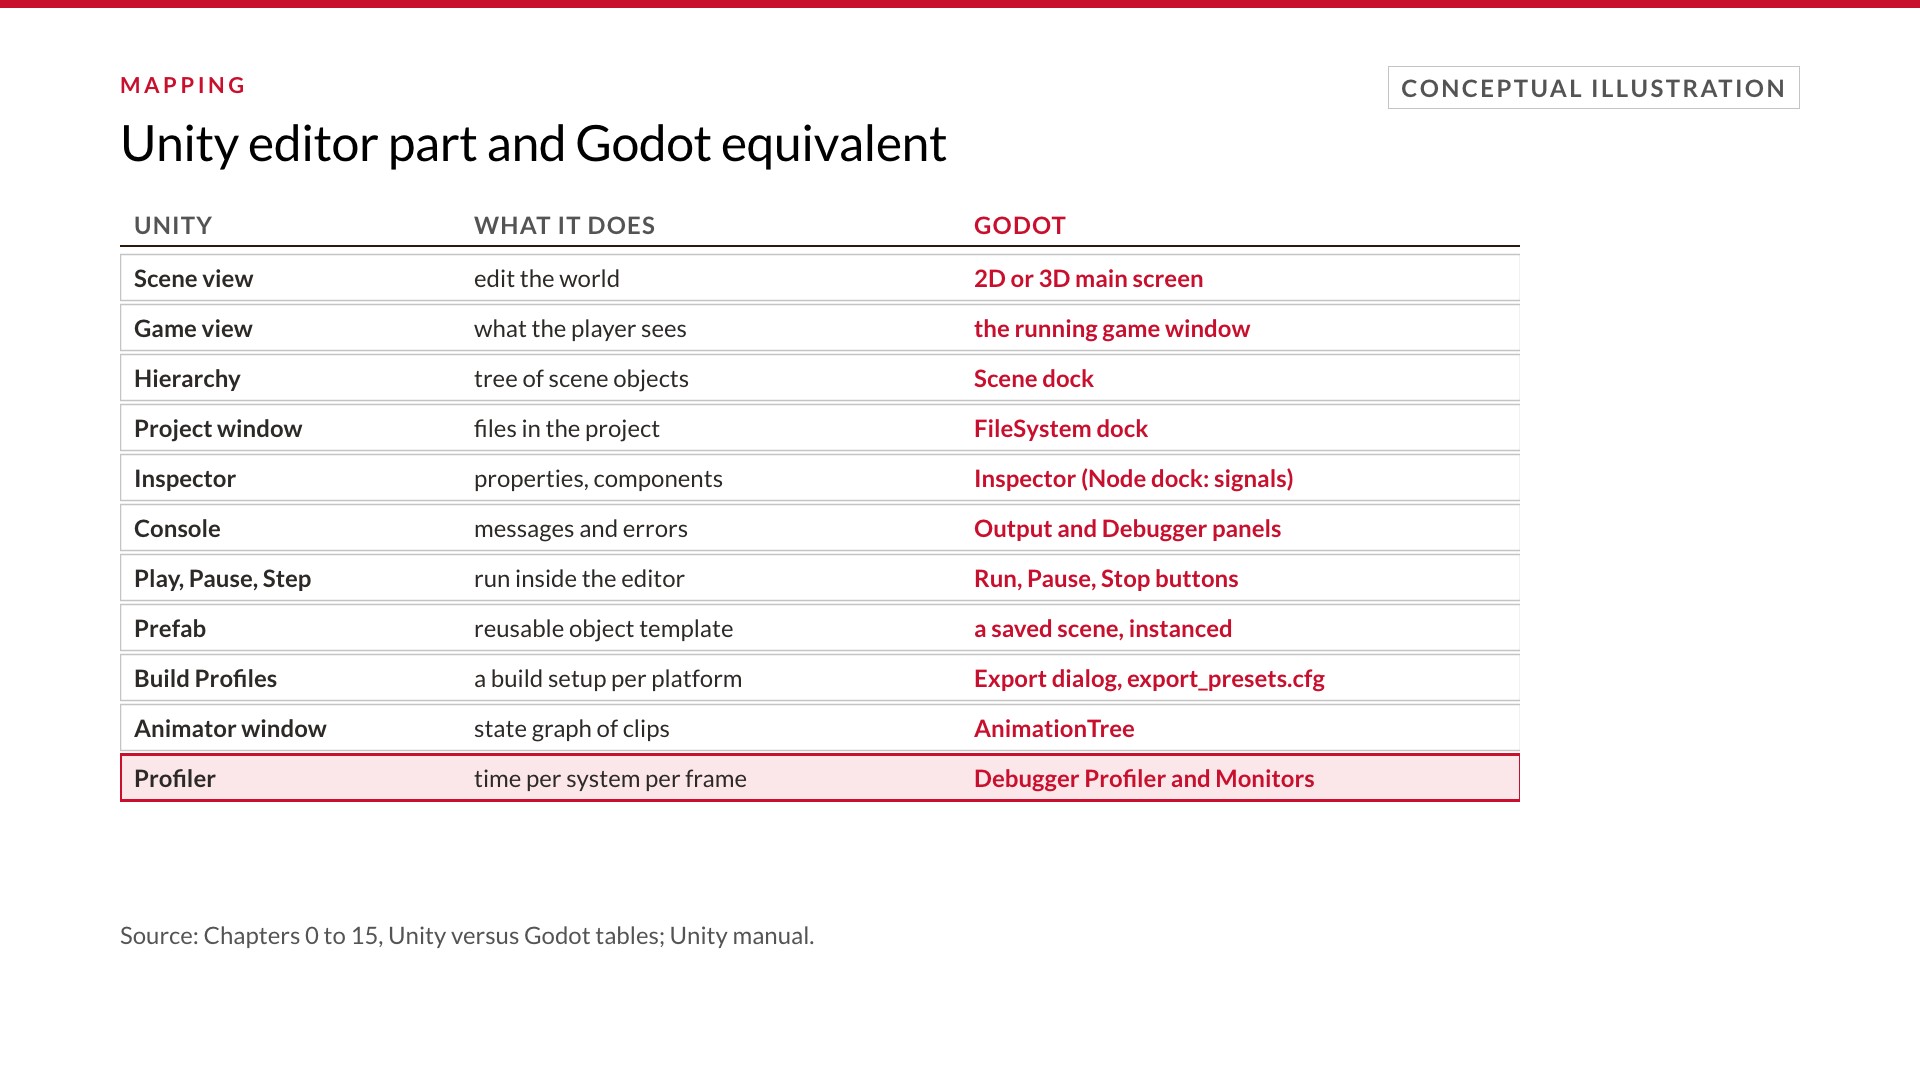 MAPPING
CONCEPTUAL ILLUSTRATION
Unity editor part and Godot equivalent
UNITY WHAT IT DOES GODOT
Scene view edit the world 2D or 3D main screen
Game view what the player sees the running game window
Hierarchy tree of scene objects Scene dock
Project window files in the project FileSystem dock
Inspector properties, components Inspector (Node dock: signals)
Console messages and errors Output and Debugger panels
Play, Pause, Step run inside the editor Run, Pause, Stop buttons
Prefab reusable object template a saved scene, instanced
Build Profiles a build setup per platform Export dialog, export_presets.cfg
Animator window state graph of clips AnimationTree
Profiler time per system per frame Debugger Profiler and Monitors
Source: Chapters 0 to 15, Unity versus Godot tables; Unity manual.